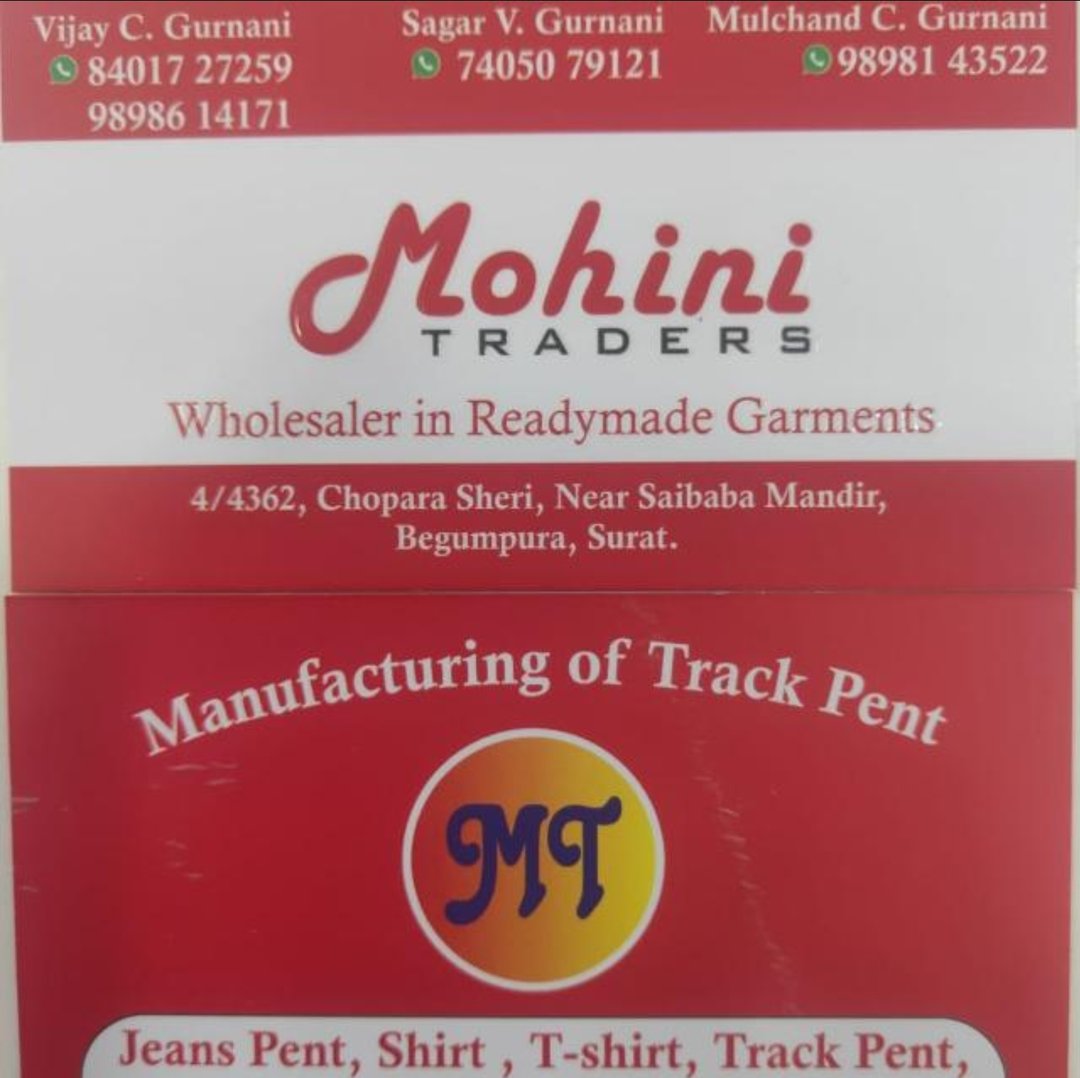 Vijay C. Gurnani
84017 27259
98986 14171
Sagar V. Gurnani
74050 79121
Mulchand C. Gurnani
98981 43522
Mohini
TRADERS
Wholesaler in Readymade Garments
4/4362, Chopara Sheri, Near Saibaba Mandir,
Begumpura, Surat.
Manufacturing of Track Pent
MT
Jeans Pent, Shirt , T-shirt, Track Pent,